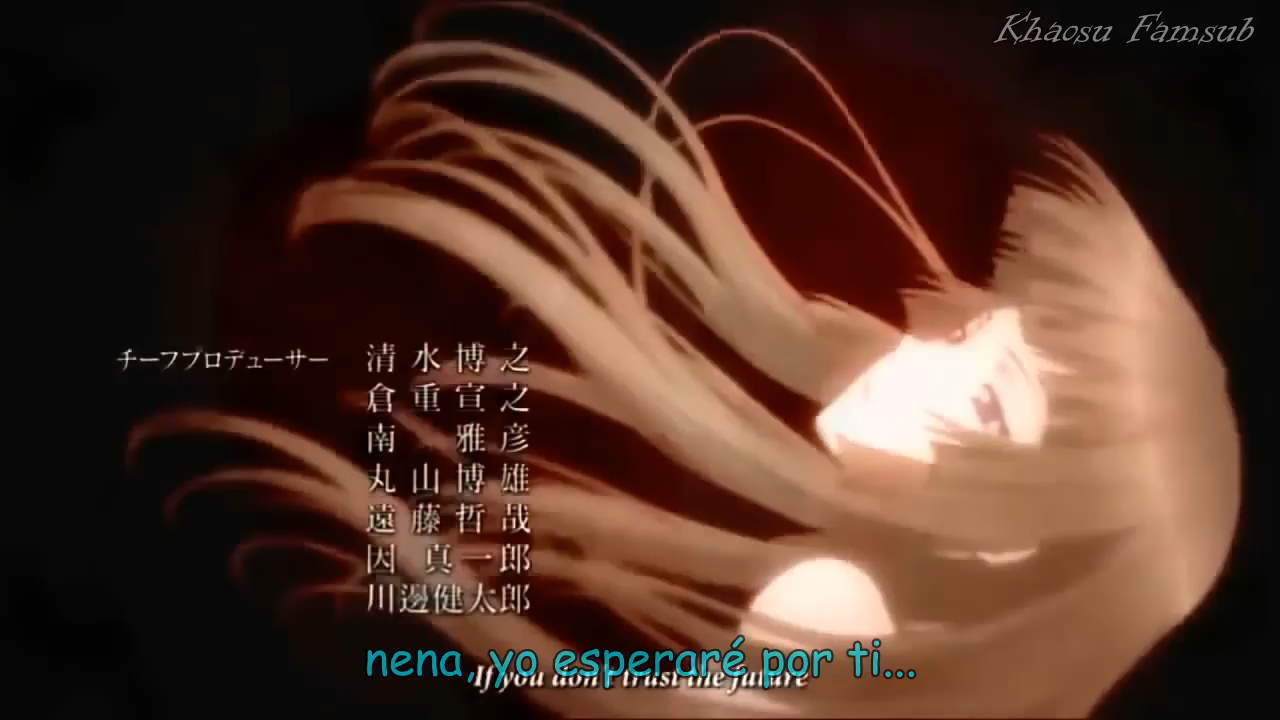 Khaosu Famsub
チーフプロデューサー 清水博之
倉重宣之
南 雅彦
丸山博雄
遠藤哲哉
因 真一郎
川邊健太郎
nena, yo esperaré por ti...
If you don't trust the future